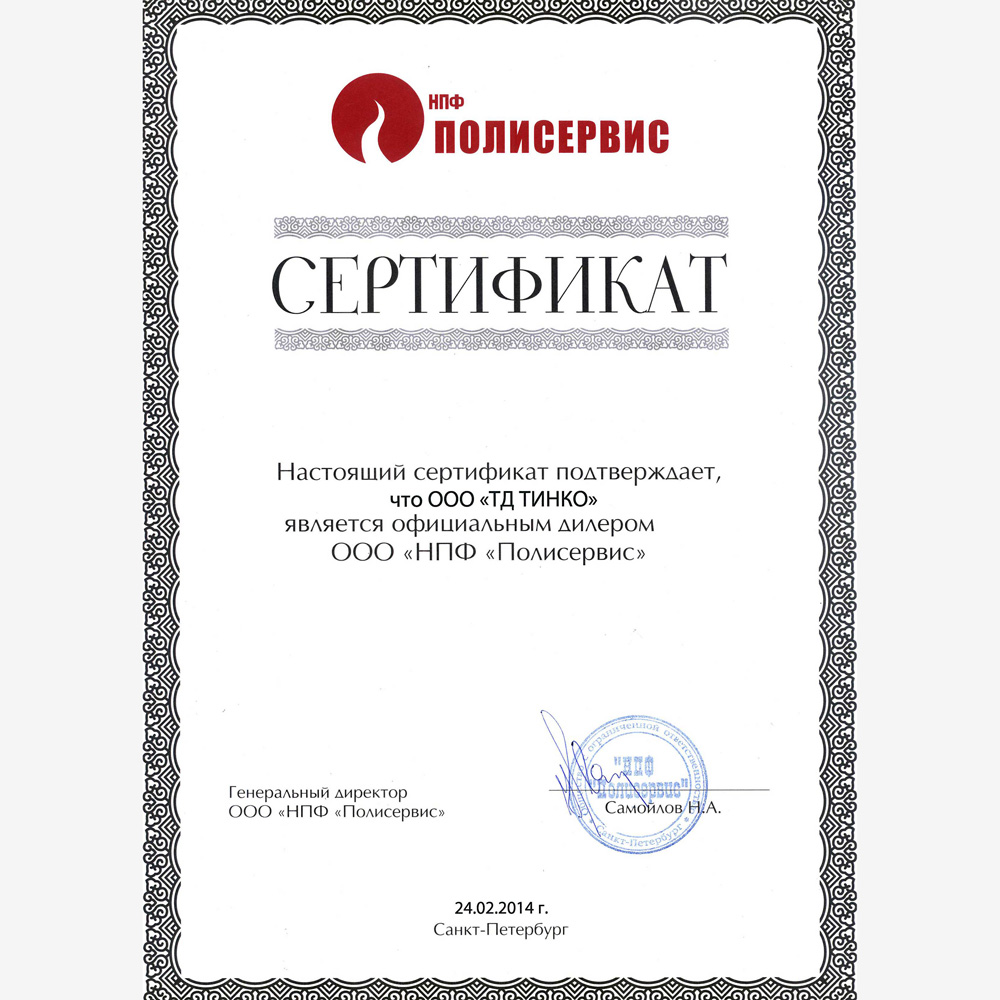 НПФ
ПОЛИСЕРВИС
СЕРТИФИКАТ
Настоящий сертификат подтверждает,
что ООО «ТД ТИНКО»
является официальным дилером
ООО «НПФ «Полисервис»
Генеральный директор
ООО «НПФ «Полисервис»
ограниченной ответственностью
"НПФ
"Полисервис"
Санкт-Петербург
Самойлов Н.А.
24.02.2014 г.
Санкт-Петербург